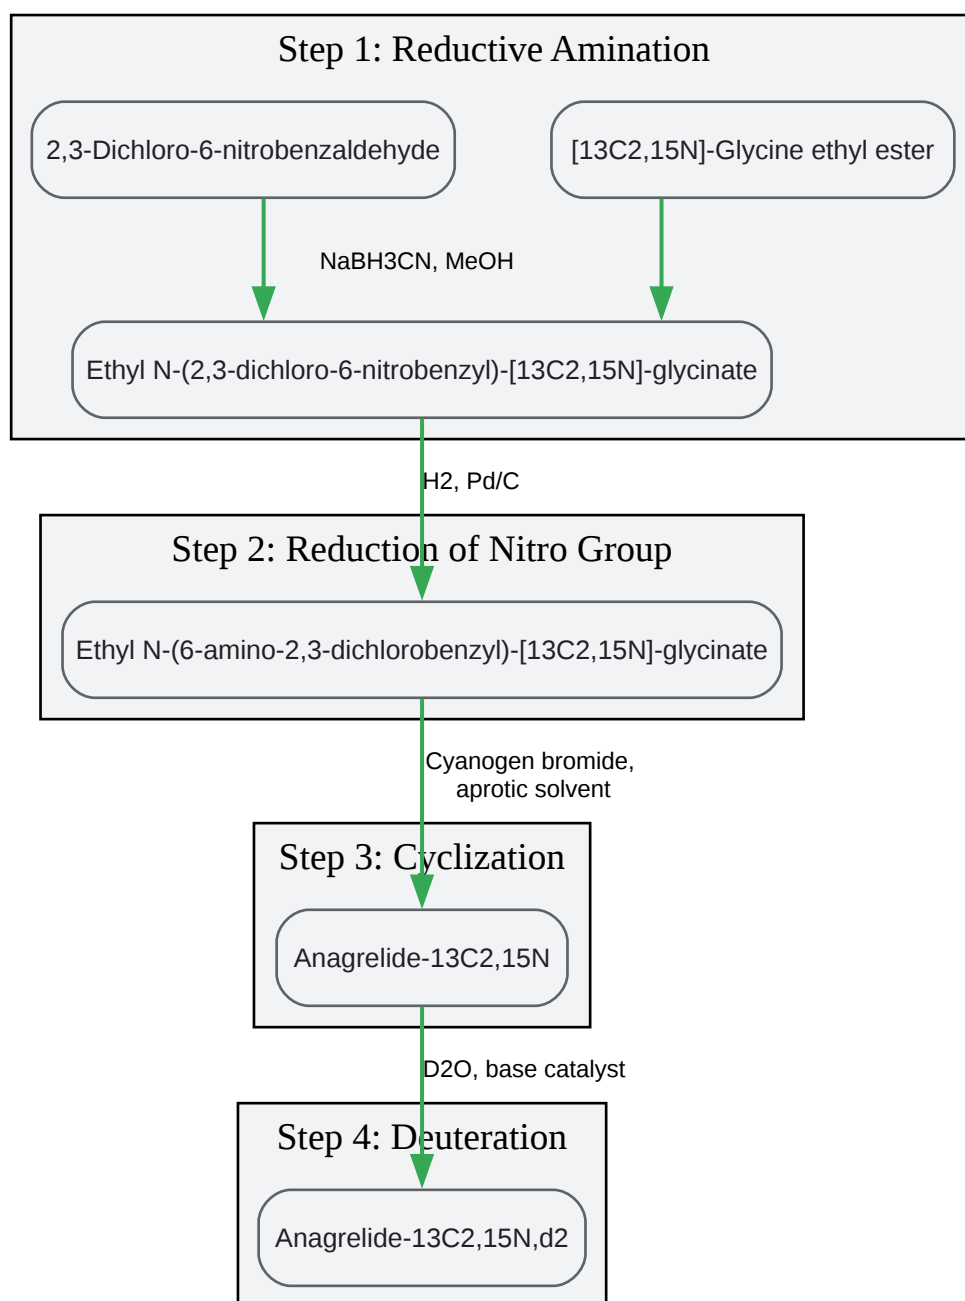 Step 1: Reductive Amination
2,3-Dichloro-6-nitrobenzaldehyde
[13C2,15N]-Glycine ethyl ester
NaBH3CN, MeOH
Ethyl N-(2,3-dichloro-6-nitrobenzyl)-[13C2,15N]-glycinate
H2, Pd/C
Step 2: Reduction of Nitro Group
Ethyl N-(6-amino-2,3-dichlorobenzyl)-[13C2,15N]-glycinate
Cyanogen bromide,
aprotic solvent
Step 3: Cyclization
Anagrelide-13C2,15N
D2O, base catalyst
Step 4: Deuteration
Anagrelide-13C2,15N,d2